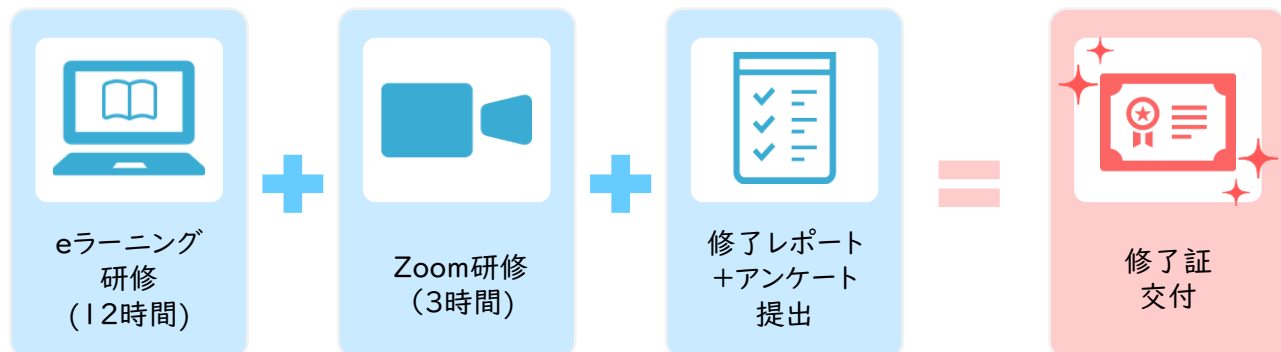 eラーニング
研修
(12時間)
Zoom研修
(3時間)
修了レポート
+アンケート
提出
修了証
交付